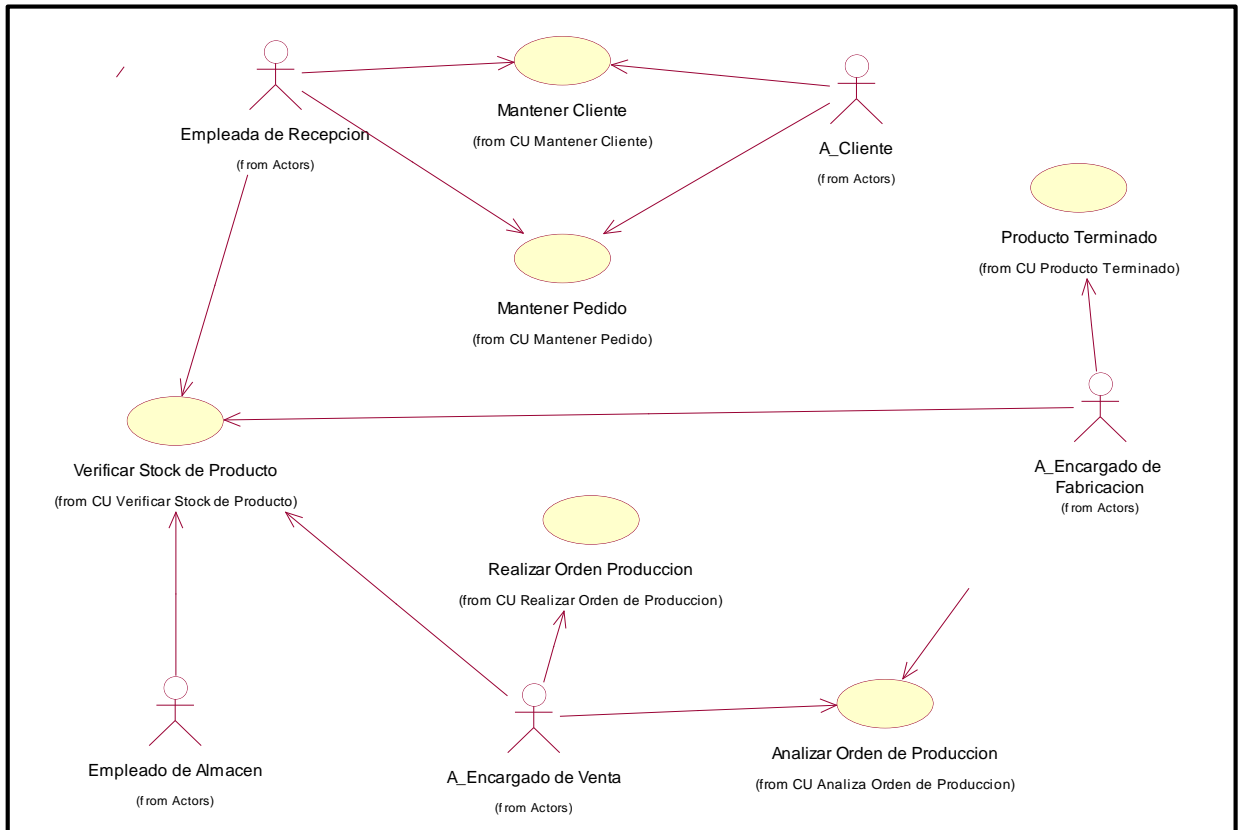 Mantener Cliente
(from CU Mantener Cliente)
Empleada de Recepcion
(from Actors)
A_Cliente
(from Actors)
Producto Terminado
(from CU Producto Terminado)
Mantener Pedido
(from CU Mantener Pedido)
Verificar Stock de Producto
(from CU Verificar Stock de Producto)
A_Encargado de
Fabricacion
(from Actors)
Realizar Orden Produccion
(from CU Realizar Orden de Produccion)
Empleado de Almacen
(from Actors)
A_Encargado de Venta
(from Actors)
Analizar Orden de Produccion
(from CU Analiza Orden de Produccion)